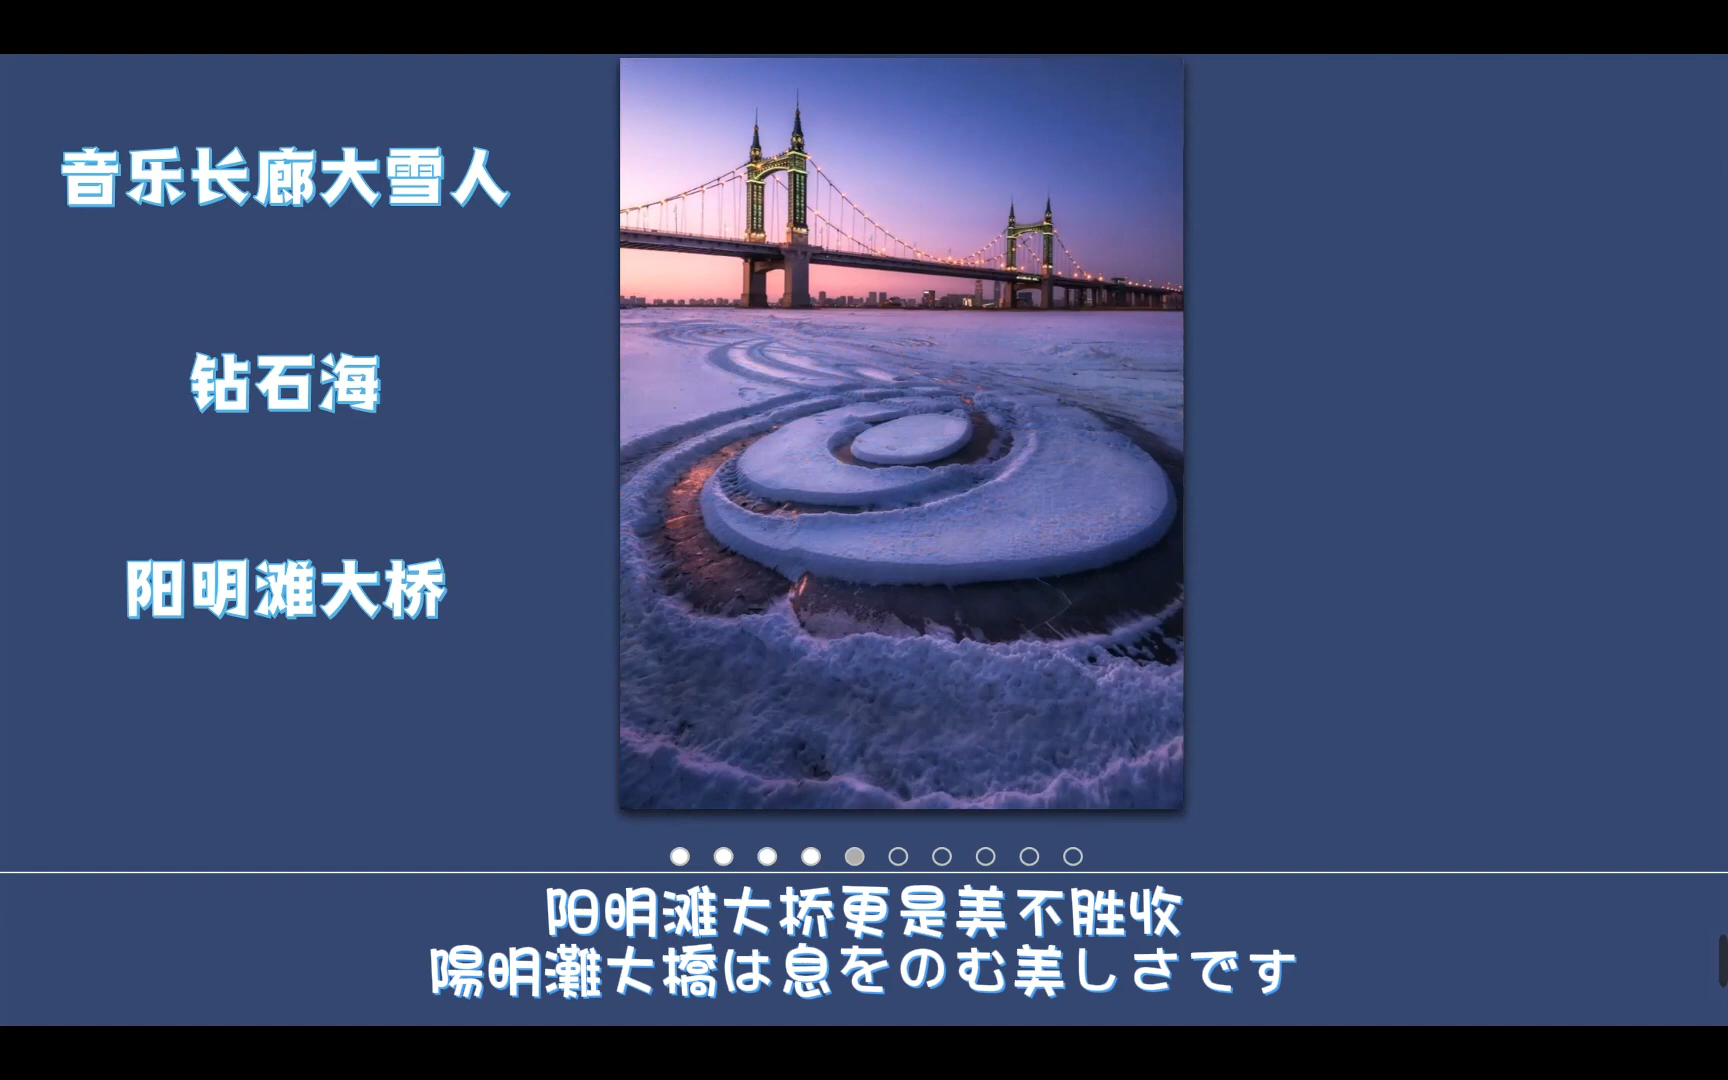 音乐长廊大雪人
钻石海
阳明滩大桥
阳明滩大桥更是美不胜收
陽明灘大橋は息をのむ美しさです